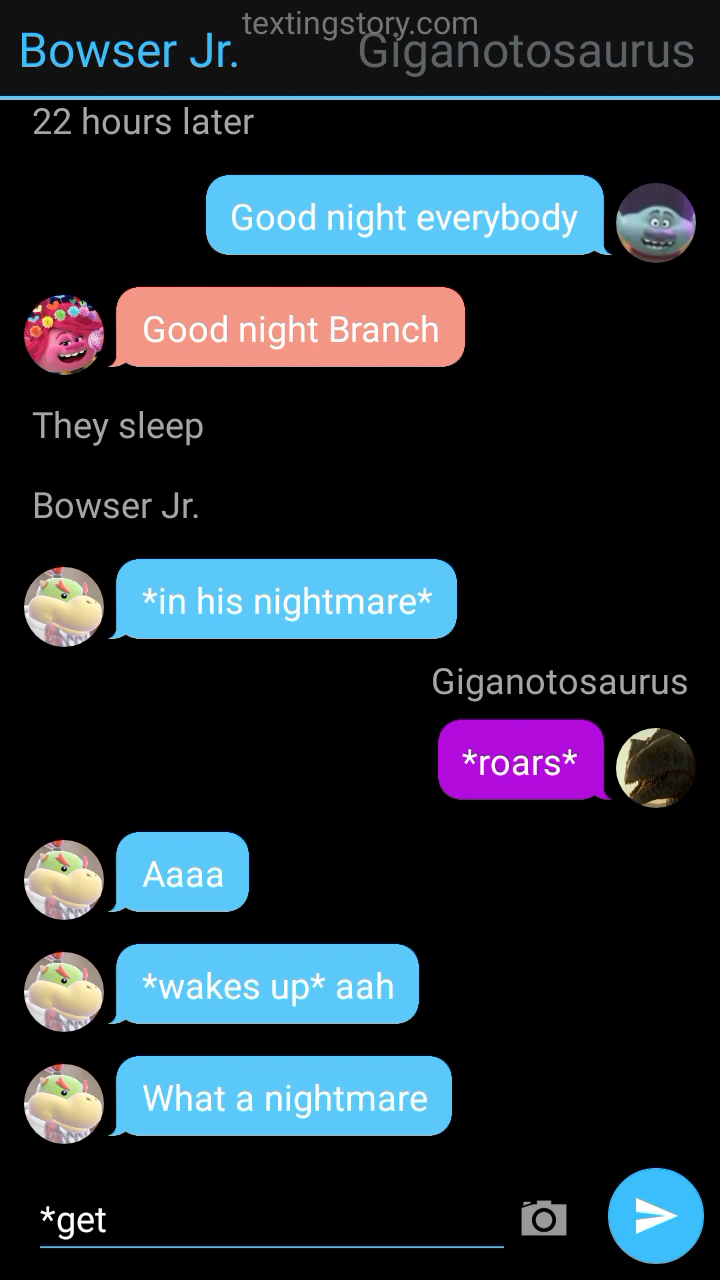 textingstory.com
Bowser Jr. Giganotosaurus
22 hours later
Good night everybody
Good night Branch
They sleep
Bowser Jr.
*in his nightmare*
Giganotosaurus
*roars*
Aaaa
*wakes up* aah
What a nightmare
*get